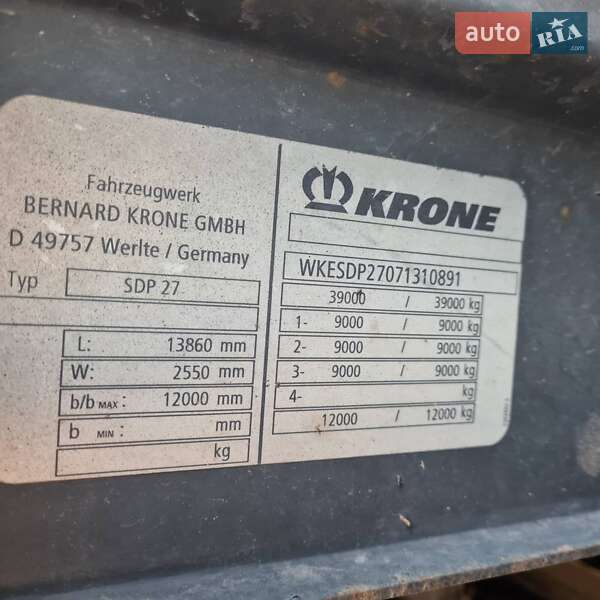 auto RIA .com
Fahrzeugwerk
BERNARD KRONE GMBH
D 49757 Werlte / Germany
Typ SDP 27
L: 13860 mm
W: 2550 mm
b/b MAX : 12000 mm
b MIN : mm
kg
KRONE
WKESDP27071310891
39000 / 39000 kg
1- 9000 / 9000 kg
2- 9000 / 9000 kg
3- 9000 / 9000 kg
4- kg
12000 / 12000 kg